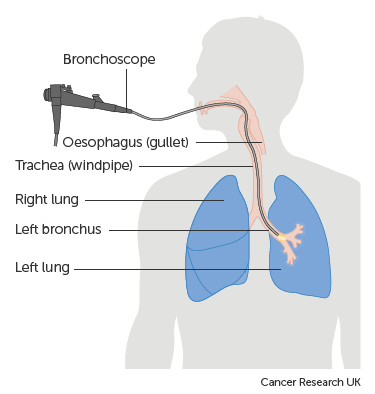 Bronchoscope
Oesophagus (gullet)
Trachea (windpipe)
Right lung
Left bronchus
Left lung
Cancer Research UK